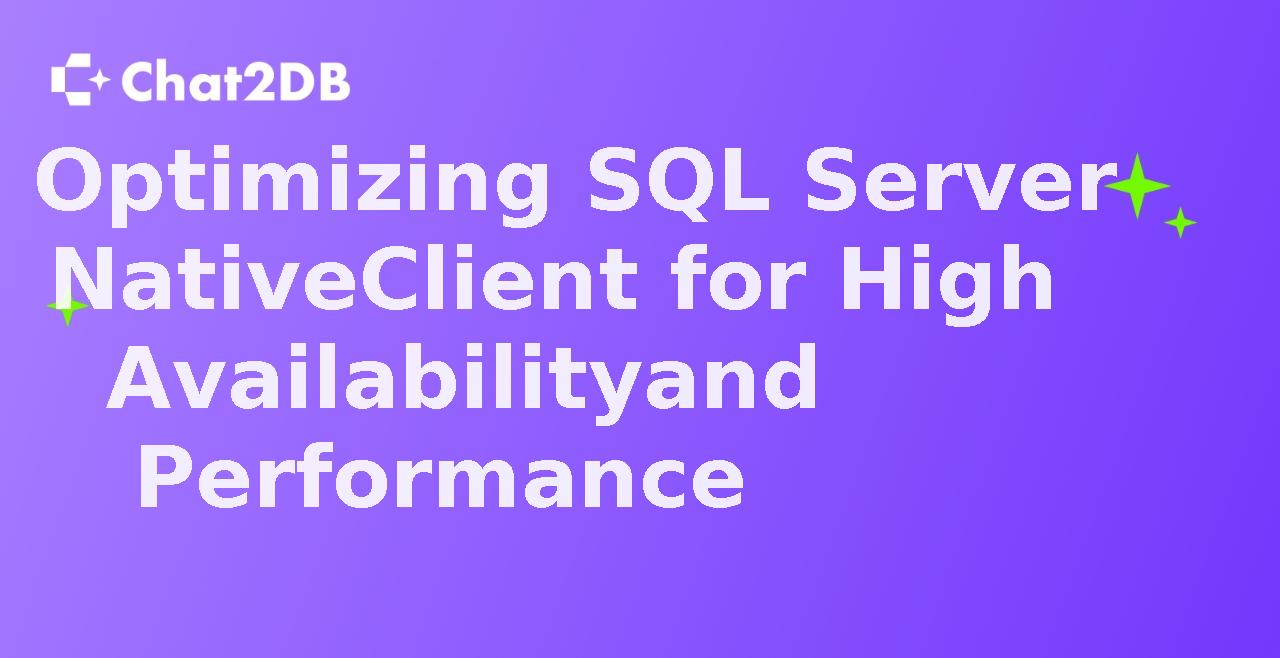 Chat2DB
Optimizing SQL Server
NativeClient for High
Availabilityand
Performance